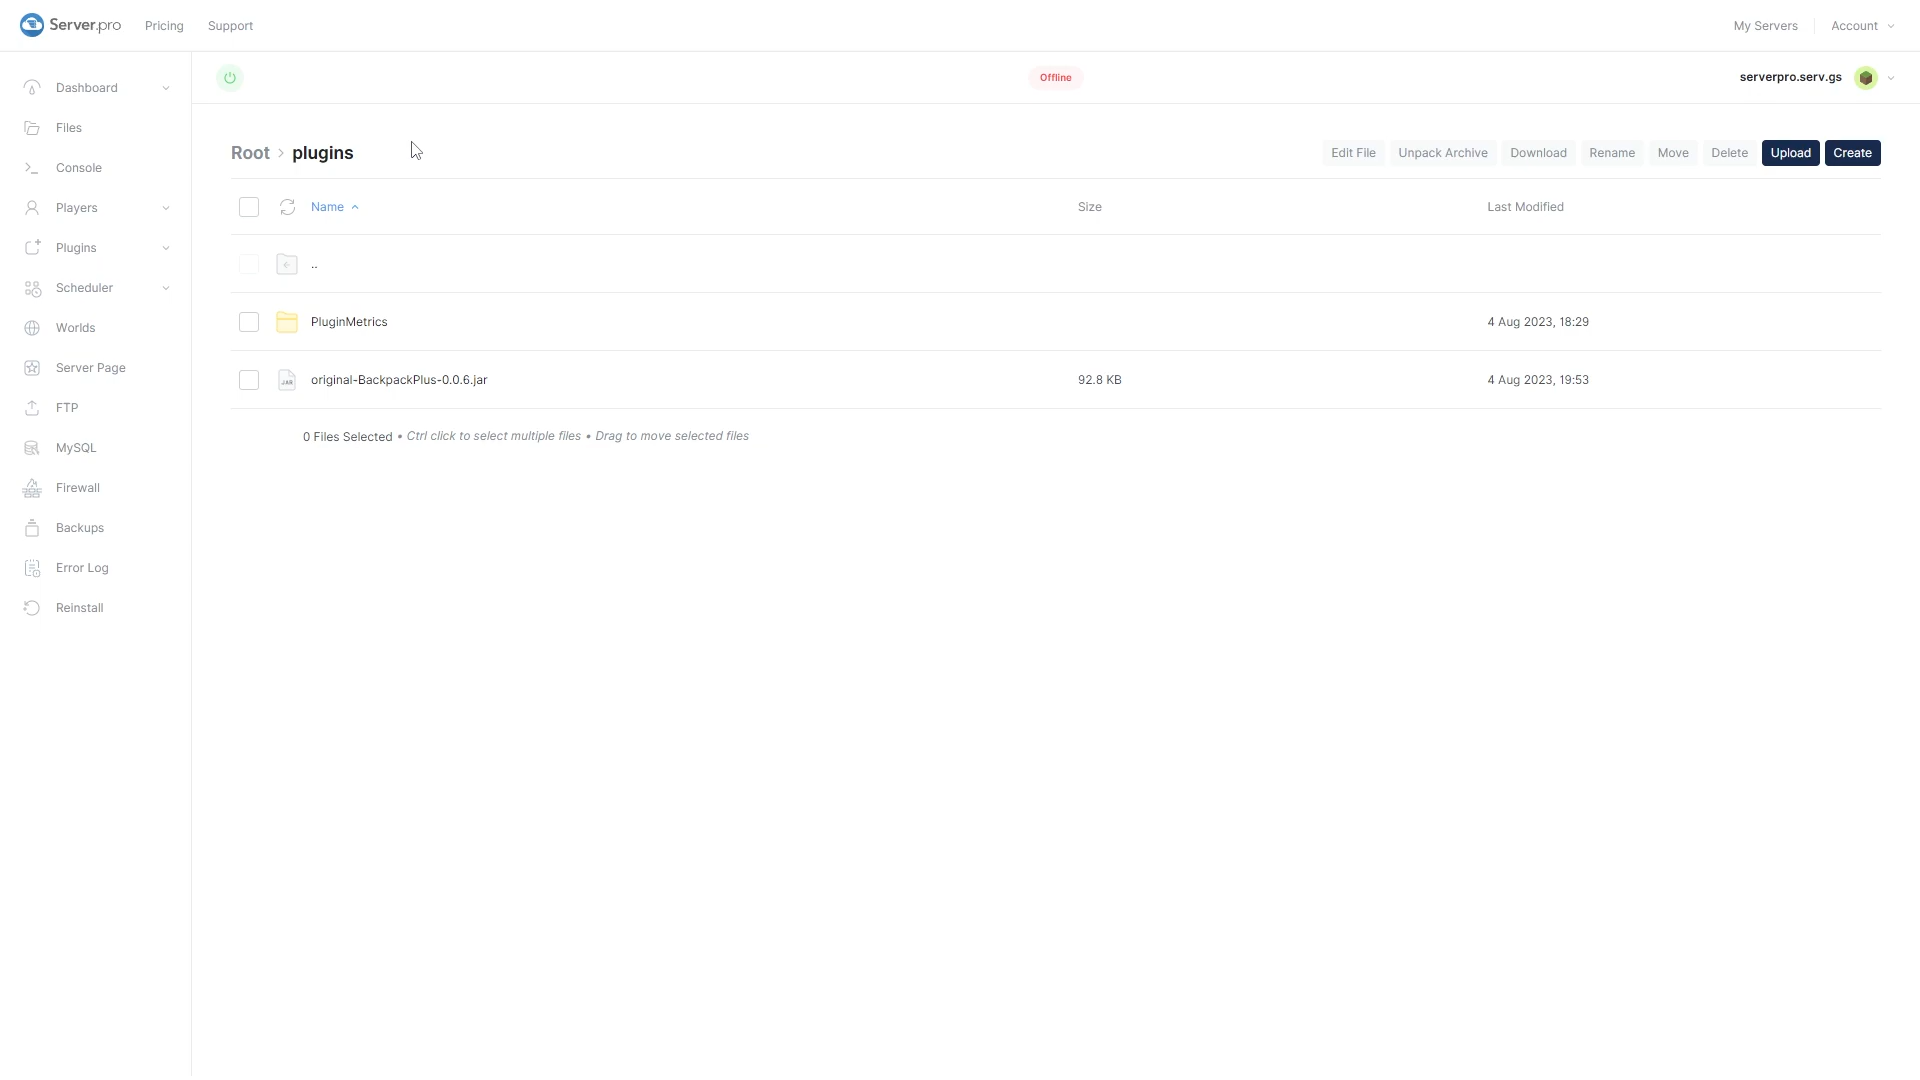 Server.pro
Pricing
Support
My Servers
Account
Offline
serverpro.serv.gs
Dashboard
Files
Console
Players
Plugins
Scheduler
Worlds
Server Page
FTP
MySQL
Firewall
Backups
Error Log
Reinstall
Root > plugins
Edit File
Unpack Archive
Download
Rename
Move
Delete
Upload
Create
Name
Size
Last Modified
..
PluginMetrics
4 Aug 2023, 18:29
JAR
original-BackpackPlus-0.0.6.jar
92.8 KB
4 Aug 2023, 19:53
0 Files Selected • Ctrl click to select multiple files • Drag to move selected files